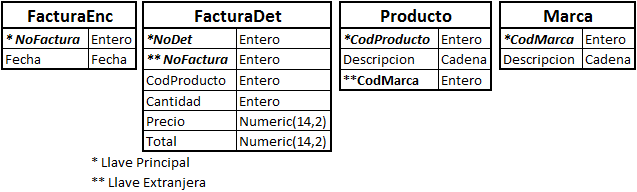 FacturaEnc
* NoFactura Entero
Fecha Fecha
FacturaDet
*NoDet Entero
** NoFactura Entero
CodProducto Entero
Cantidad Entero
Precio Numeric(14,2)
Total Numeric(14,2)
Producto
*CodProducto Entero
Descripcion Cadena
**CodMarca Entero
Marca
*CodMarca Entero
Descripcion Cadena
* Llave Principal
** Llave Extranjera